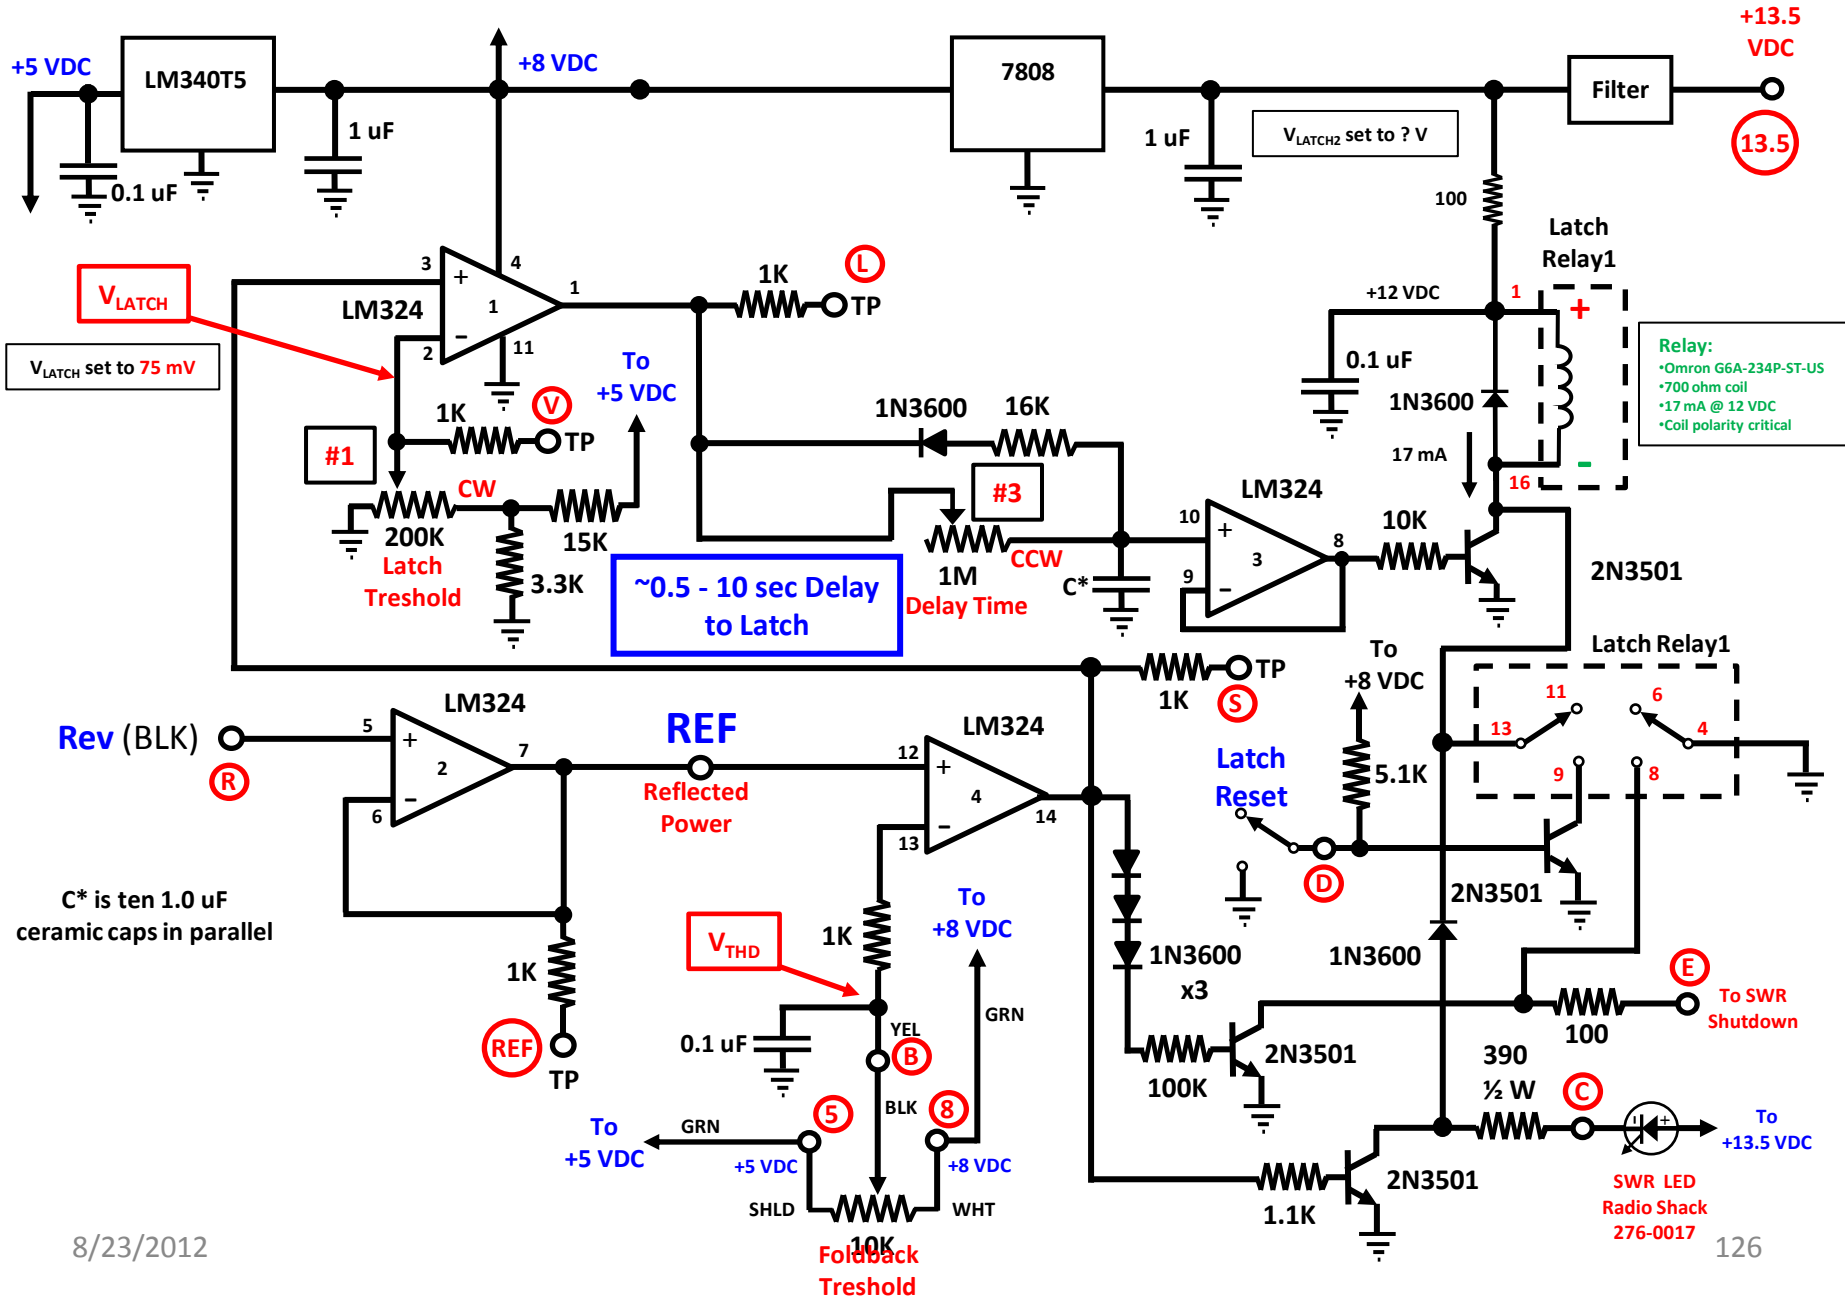 +13.5
VDC
+5 VDC
LM340T5
+8 VDC
7808
Filter
1 uF
1 uF
VLATCH2 set to ? V
13.5
0.1 uF
100
Latch
Relay1
VLATCH
3
+
4
LM324
1
1
−
2
11
1K
L
TP
+12 VDC
1
+
VLATCH set to 75 mV
To
+5 VDC
0.1 uF
Relay:
•Omron G6A-234P-ST-US
•700 ohm coil
•17 mA @ 12 VDC
•Coil polarity critical
1K
V
TP
1N3600
16K
1N3600
#1
17 mA
-
16
CW
#3
LM324
200K
15K
Latch
Treshold
3.3K
~0.5 - 10 sec Delay
to Latch
1M
CCW
Delay Time
C*
10
+
3
8
9
−
10K
2N3501
1K
TP
S
To
+8 VDC
Latch Relay1
11
6
13
4
9
8
Rev (BLK)
R
5
+
LM324
7
2
6
−
REF
Reflected
Power
LM324
12
+
4
14
13
−
Latch
Reset
5.1K
D
2N3501
C* is ten 1.0 uF
ceramic caps in parallel
1K
VTHD
1K
To
+8 VDC
1N3600
x3
1N3600
E
To SWR
Shutdown
100
REF
TP
0.1 uF
YEL
B
GRN
100K
2N3501
390
½ W
C
To
+5 VDC
GRN
5
BLK
8
+5 VDC
+8 VDC
-
+
To
+13.5 VDC
SHLD
WHT
10K
Foldback
Treshold
1.1K
2N3501
SWR LED
Radio Shack
276-0017
8/23/2012
126